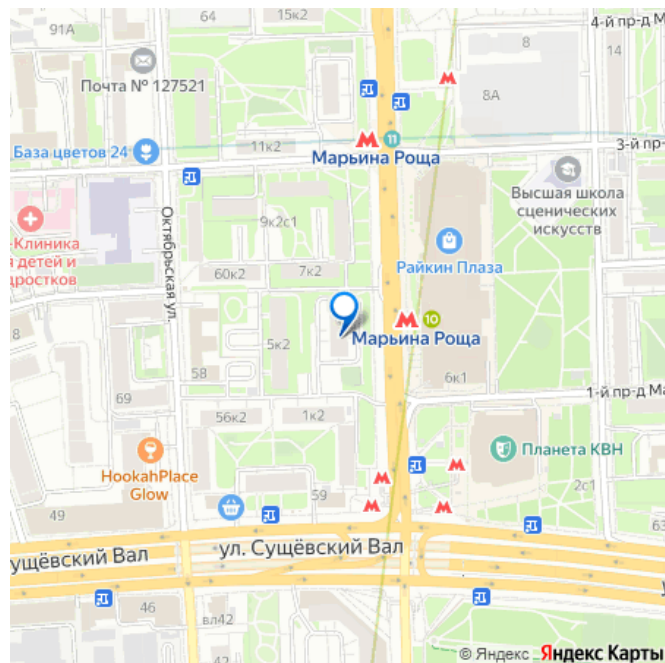 64
15к2
4-й пр-д М
91А
8
14
Почта № 127521
8А
11
11к2
3-й пр-
База цветов 24
Марьина Роща
Высшая школа
сценических
искусств
Октябрьская ул.
9к2с1
-Клиника
я детей и
дростков
Райкин Плаза
60к2
7к2
10
8
5к2
Марьина Роща
58
6к1
69
1-й пр-д Ма
56к2
1к2
Планета КВН
HookahPlace
Glow
59
2с1
49
63
ущёвский Вал
ул. Сущёвский Вал
46
вл42
© Яндекс Яндекс Карты